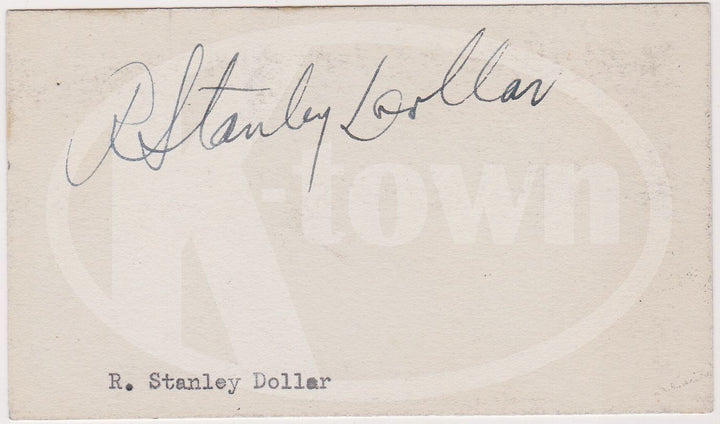 R Stanley Dollar
K-town
R. Stanley Dollar